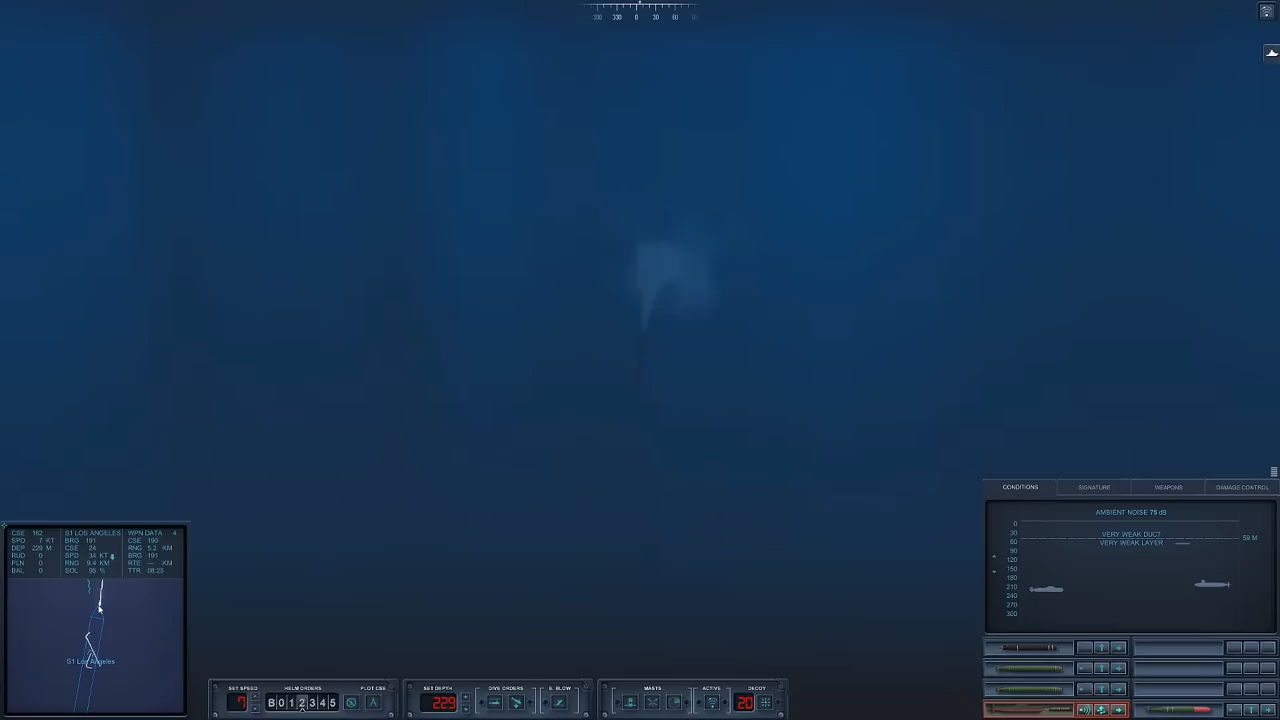 300 330 0 30 60
CONDITIONS SIGNATURE WEAPONS DAMAGE CONTROL
AMBIENT NOISE 75 dB
0
30
60
90
120
150
180
210
240
270
300
VERY WEAK DUCT
VERY WEAK LAYER
59 M
CSE 162 S1 LOS ANGELES WPN DATA 4
SPD 7 KT BRG 191 CSE 190
DEP 229 M CSE 24 RNG 5.2 KM
RUD 0 SPD 34 KT BRG 191
PLN 0 RNG 9.4 KM RTE --- KM
BAL 0 SOL 95 % TTR 08:25
S1 Los Angeles
SET SPEED HELM ORDERS PLOT CSE SET DEPTH DIVE ORDERS E. BLOW MASTS ACTIVE DECOY
7 B 0 1 2 3 4 5 229 20